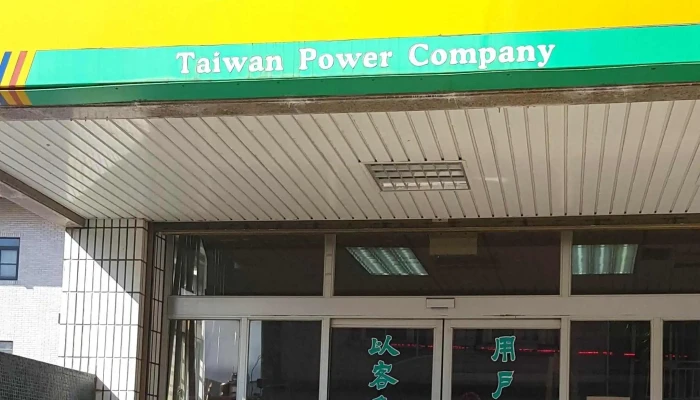 Taiwan Power Company
以客
用戶